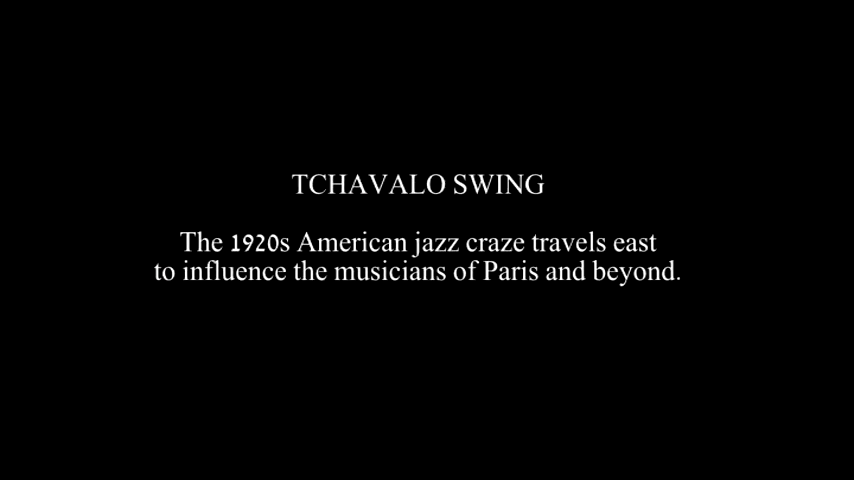 TCHAVALO SWING
The 1920s American jazz craze travels east
to influence the musicians of Paris and beyond.